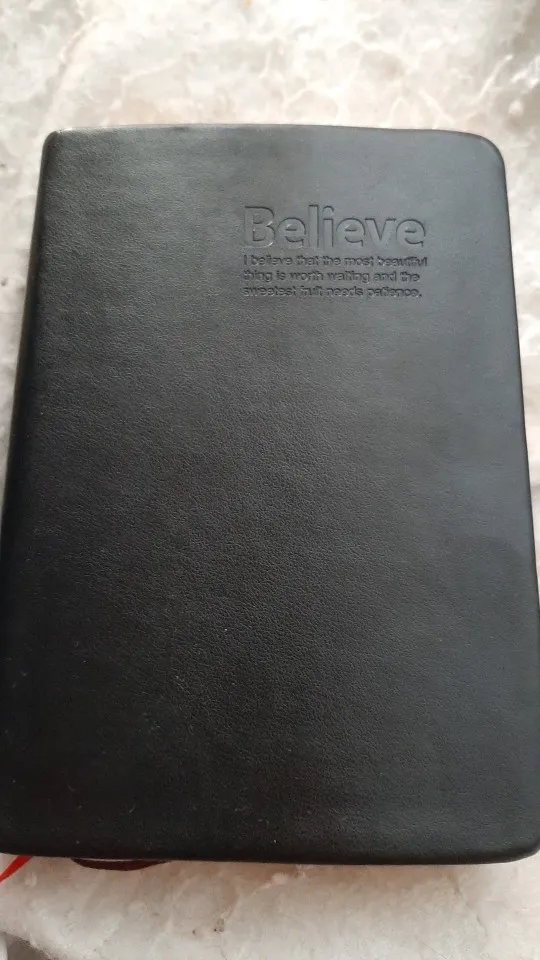 Believe
I believe that the most beautiful
thing is worth waiting and the
sweetest fruit needs patience.